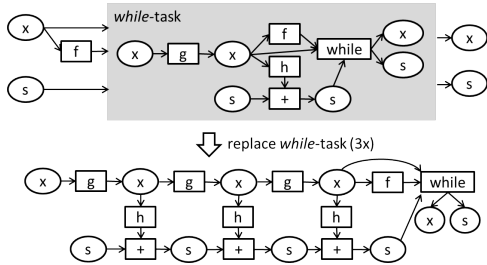 while-task
x f x g x f while x x
h s
s s + s s
replace while-task (3x)
x g x g x g x f while
h h h x s
s + s + s + s